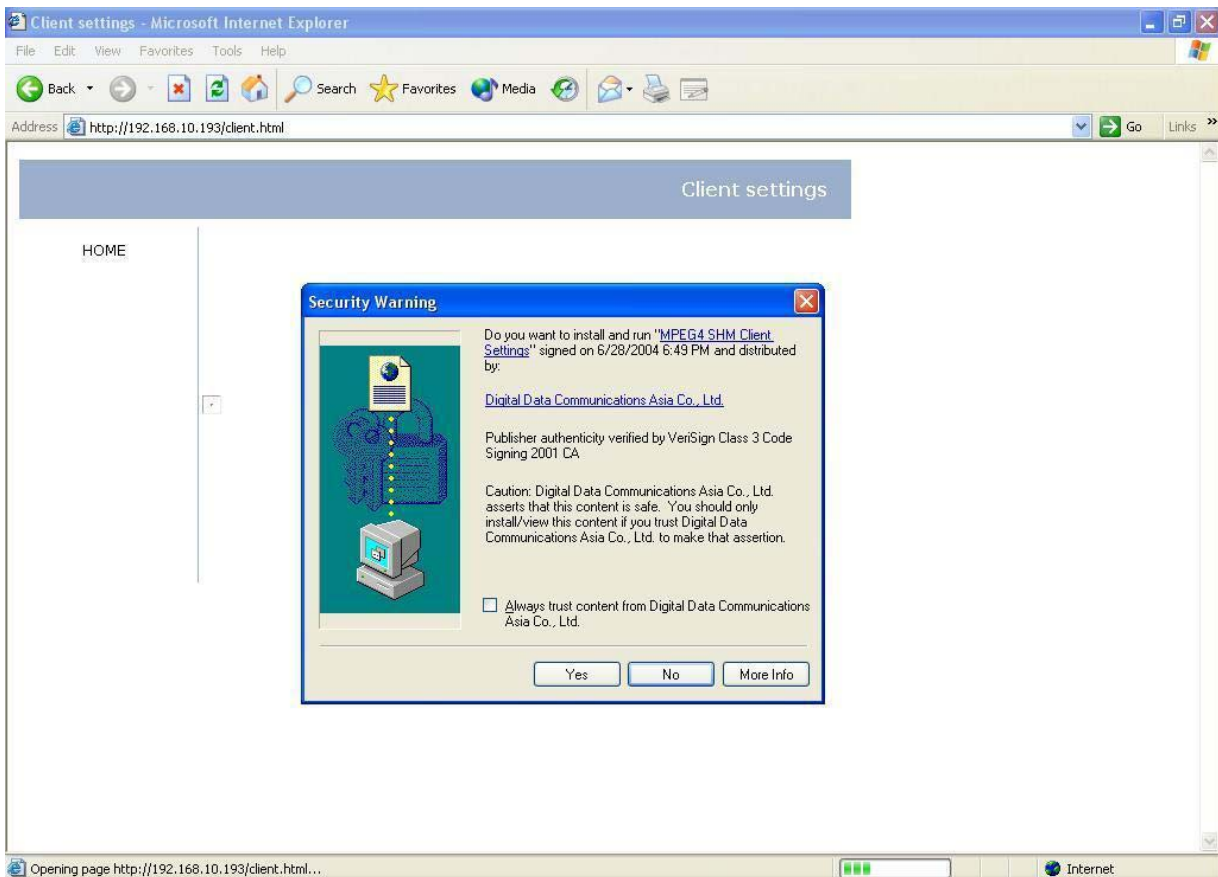 Client settings - Microsoft Internet Explorer
File Edit View Favorites Tools Help
Back Search Favorites Media
Address http://192.168.10.193/client.html Go Links »
Client settings
HOME
Security Warning
Do you want to install and run "MPEG4 SHM Client
Settings" signed on 6/28/2004 6:49 PM and distributed
by:
Digital Data Communications Asia Co., Ltd.
Publisher authenticity verified by VeriSign Class 3 Code
Signing 2001 CA
Caution: Digital Data Communications Asia Co., Ltd.
asserts that this content is safe. You should only
install/view this content if you trust Digital Data
Communications Asia Co., Ltd. to make that assertion.
Always trust content from Digital Data Communications
Asia Co., Ltd.
Yes No More Info
Opening page http://192.168.10.193/client.html... Internet